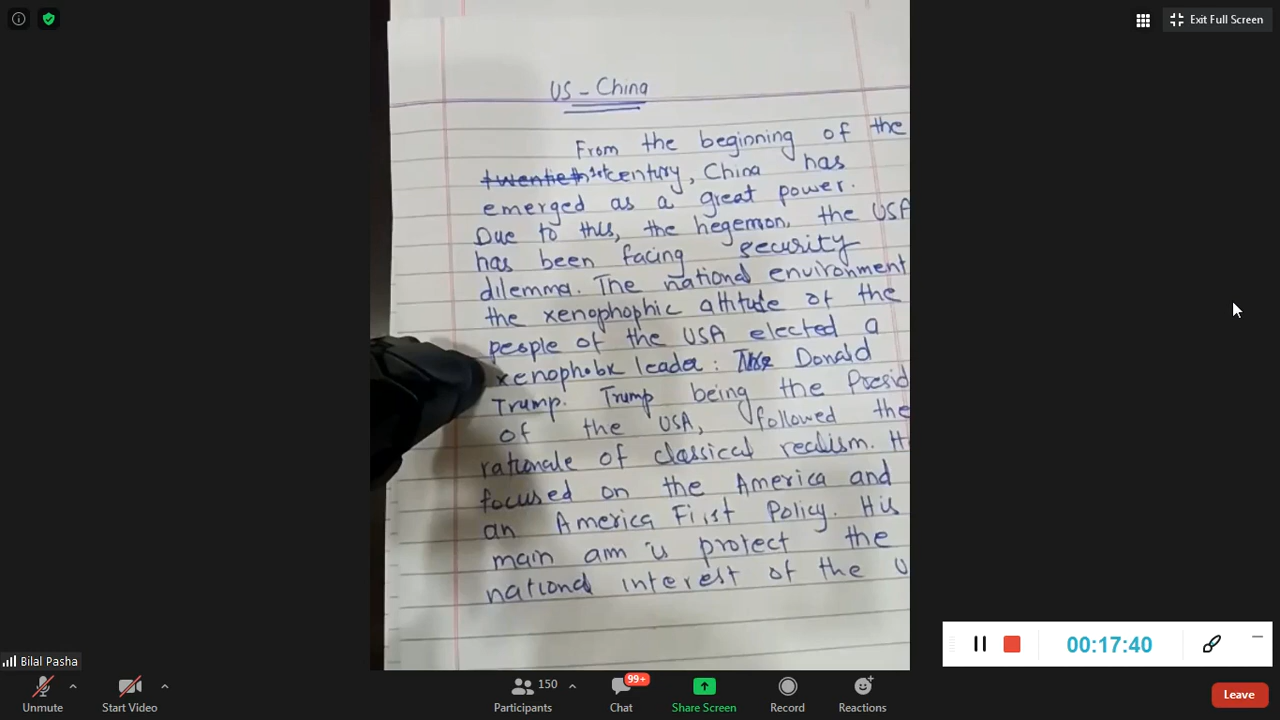 Exit Full Screen
US - China
From the beginning of the
twentieth 1st century, China has
emerged as a great power.
Due to this, the hegemon, the USA
has been facing security
dilemma. The national environment
the xenophophic attitude of the
people of the USA elected a
xenophobic leader: Donald
Trump. Trump being the Presid
of the USA, followed the
rationale of classical realism. H
focused on the America and
an America First Policy. His
main aim is protect the
national interest of the U
00:17:40
Bilal Pasha
Unmute
Start Video
150
Participants
99+
Chat
Share Screen
Record
Reactions
Leave